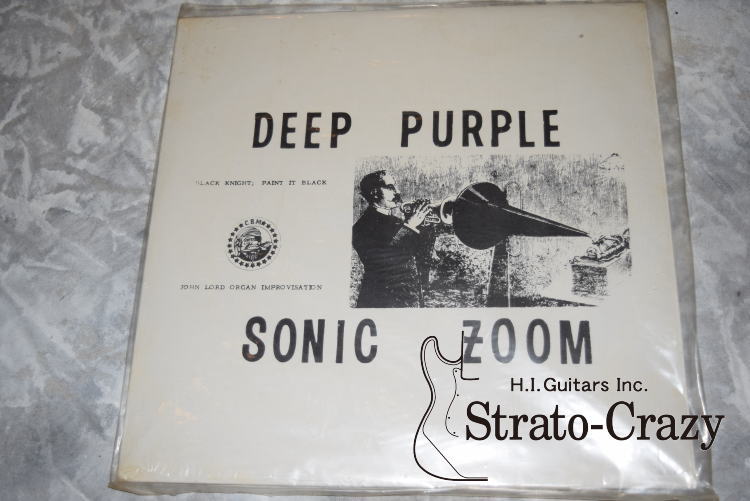 DEEP PURPLE
BLACK KNIGHT; PAINT IT BLACK
C.B.M.
JOHN LORD ORGAN IMPROVISATION
SONIC ZOOM
H.I.Guitars Inc.
Strato-Crazy